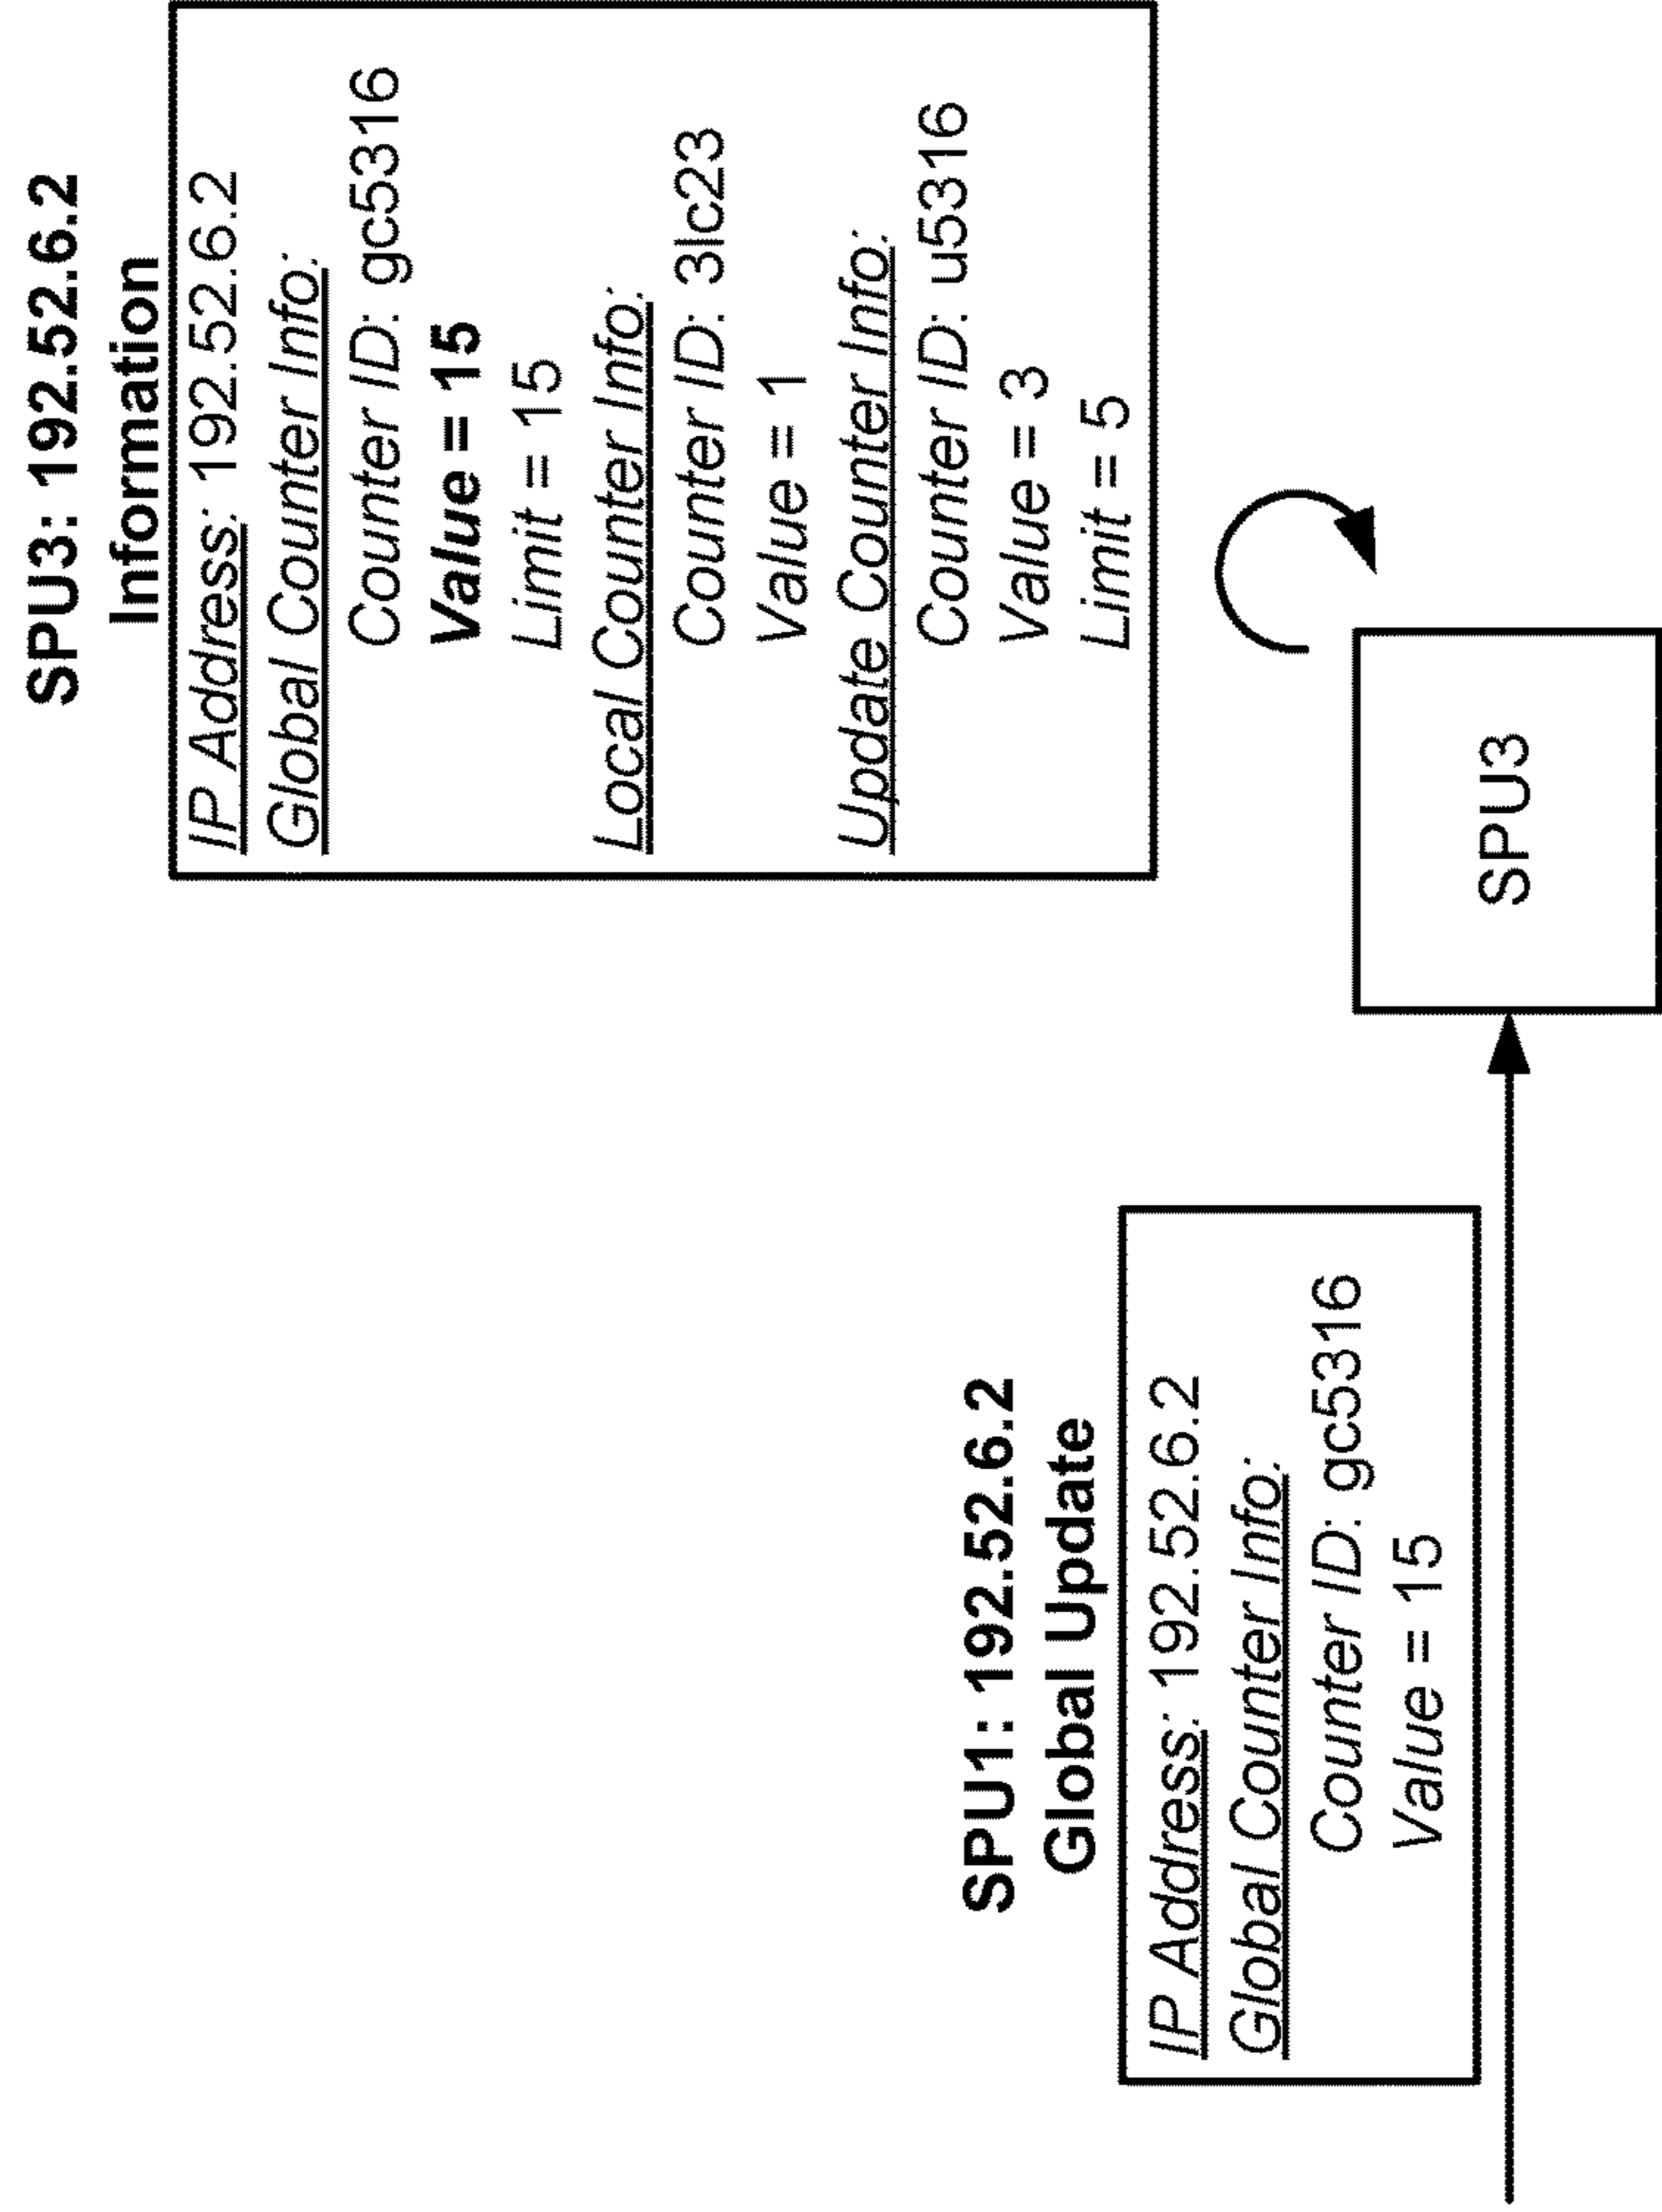 SPU3: 192.52.6.2
Information
IP Address: 192.52.6.2
Global Counter Info:
Counter ID: gc5316
Value = 15
Limit = 15
Local Counter Info:
Counter ID: 3lc23
Value = 1
Update Counter Info:
Counter ID: u5316
Value = 3
Limit = 5
SPU1: 192.52.6.2
Global Update
IP Address: 192.52.6.2
Global Counter Info:
Counter ID: gc5316
Value = 15
SPU3